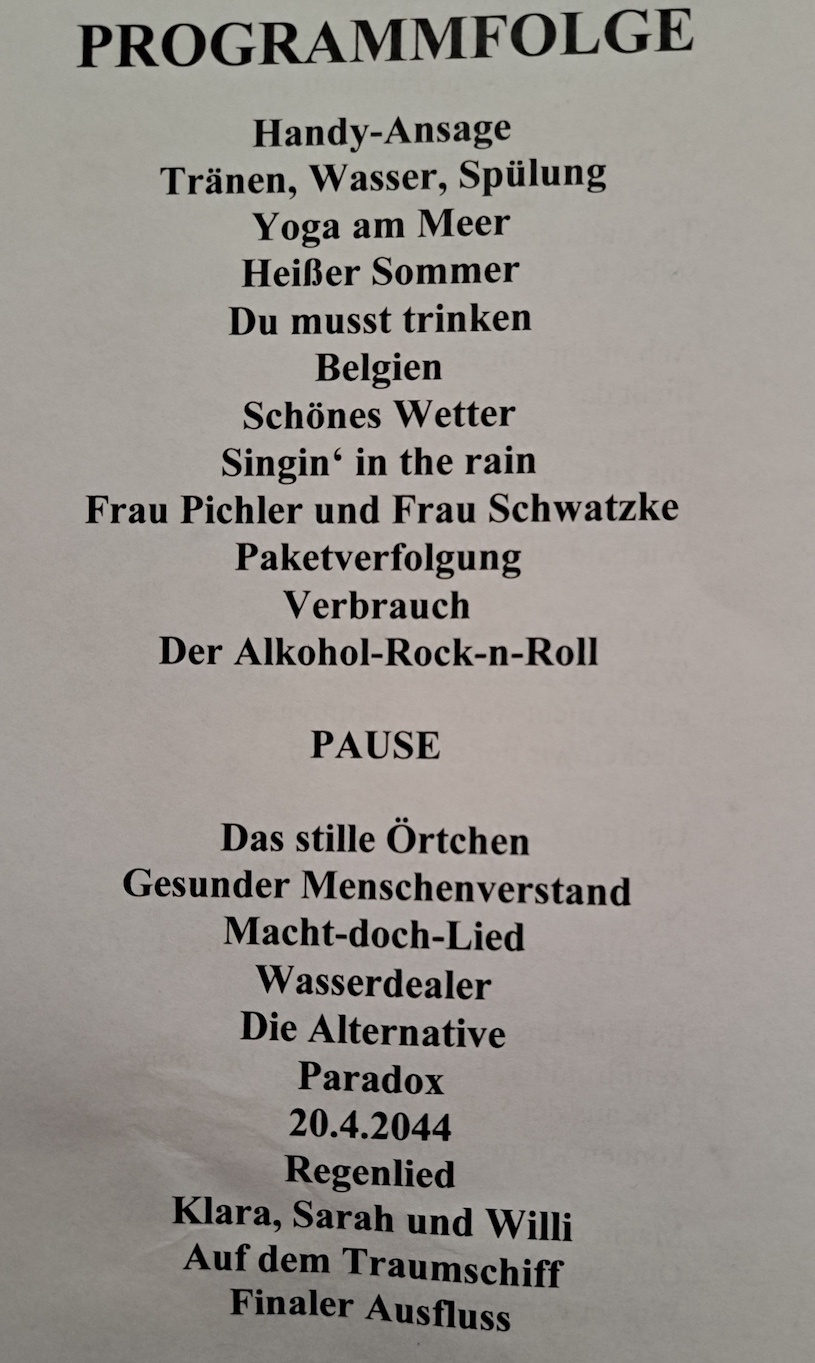 PROGRAMMFOLGE
Handy-Ansage
Tränen, Wasser, Spülung
Yoga am Meer
Heißer Sommer
Du musst trinken
Belgien
Schönes Wetter
Singin‘ in the rain
Frau Pichler und Frau Schwatzke
Paketverfolgung
Verbrauch
Der Alkohol-Rock-n-Roll
PAUSE
Das stille Örtchen
Gesunder Menschenverstand
Macht-doch-Lied
Wasserdealer
Die Alternative
Paradox
20.4.2044
Regenlied
Klara, Sarah und Willi
Auf dem Traumschiff
Finaler Ausfluss